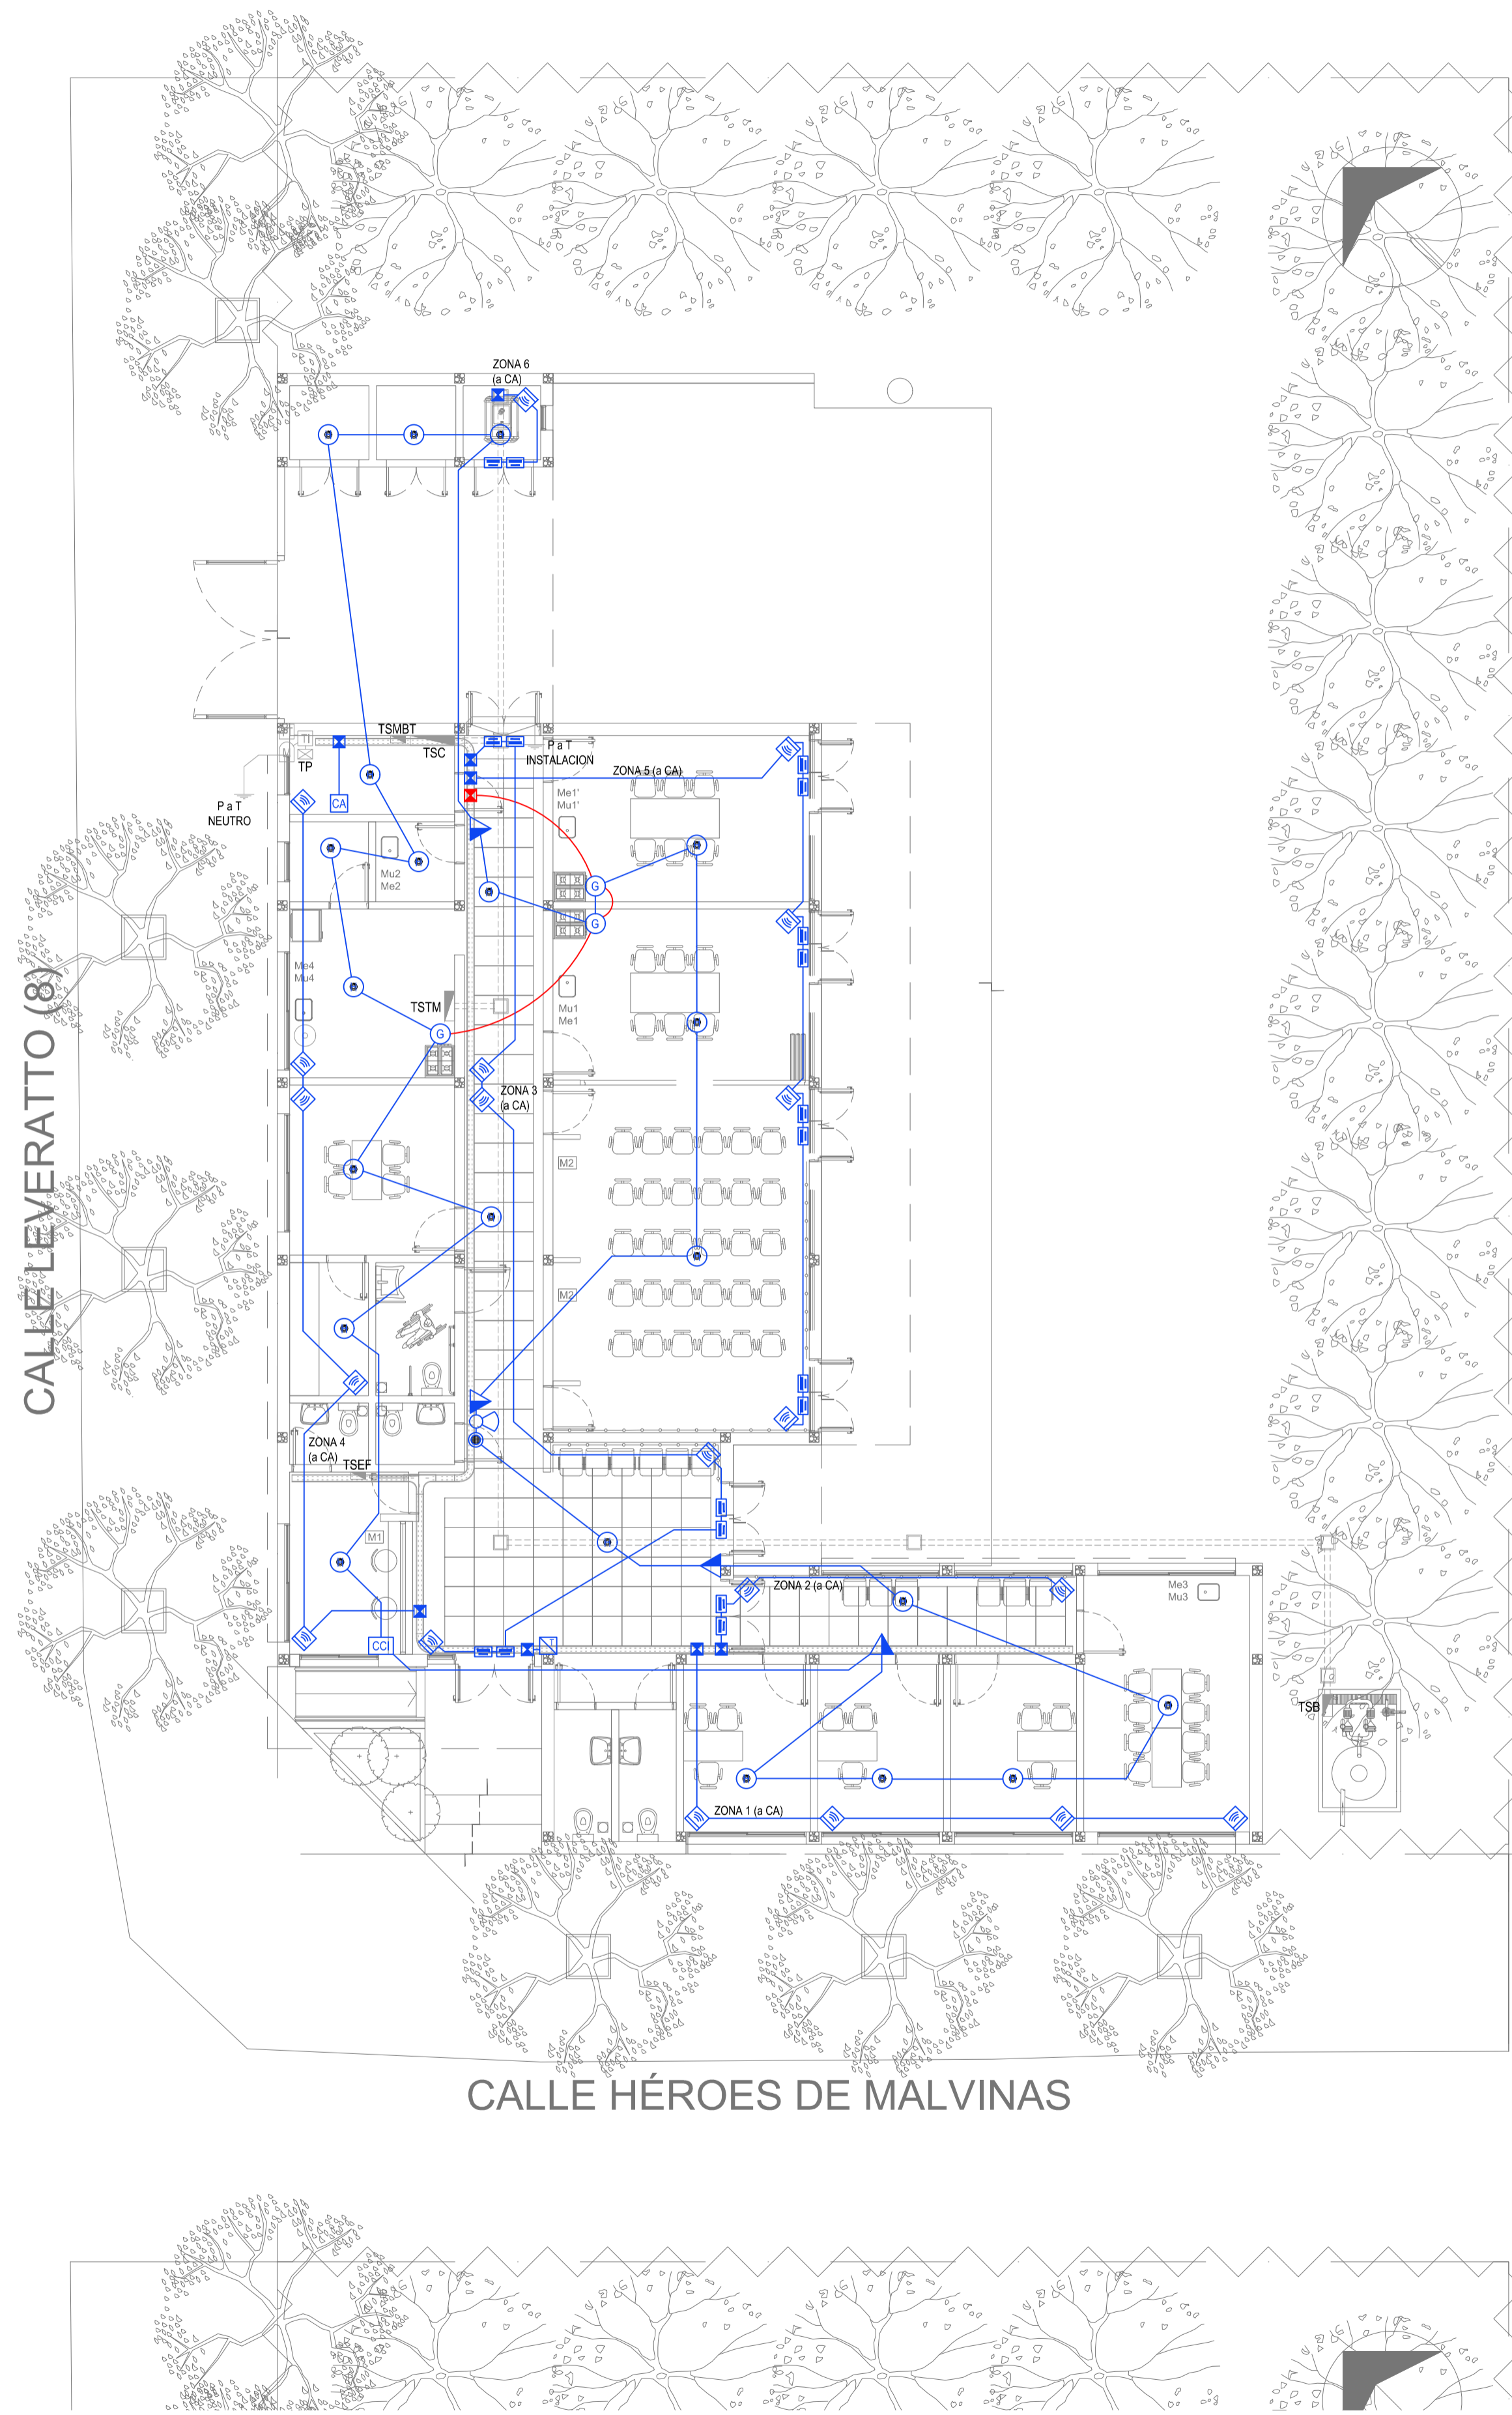 ZONA 6
(a CA)
TSMBT
TSC
TP
P a T
INSTALACION
ZONA 5 (a CA)
CA
P a T
NEUTRO
Me1'
Mu1'
Mu2
Me2
G
G
Me4
Mu4
TSTM
Mu1
Me1
G
ZONA 3
(a CA)
M2
M2
CALLE LEVERATTO (8)
ZONA 4
(a CA)
TSEF
M1
ZONA 2 (a CA)
Me3
Mu3
CCI
TSB
ZONA 1 (a CA)
CALLE HÉROES DE MALVINAS